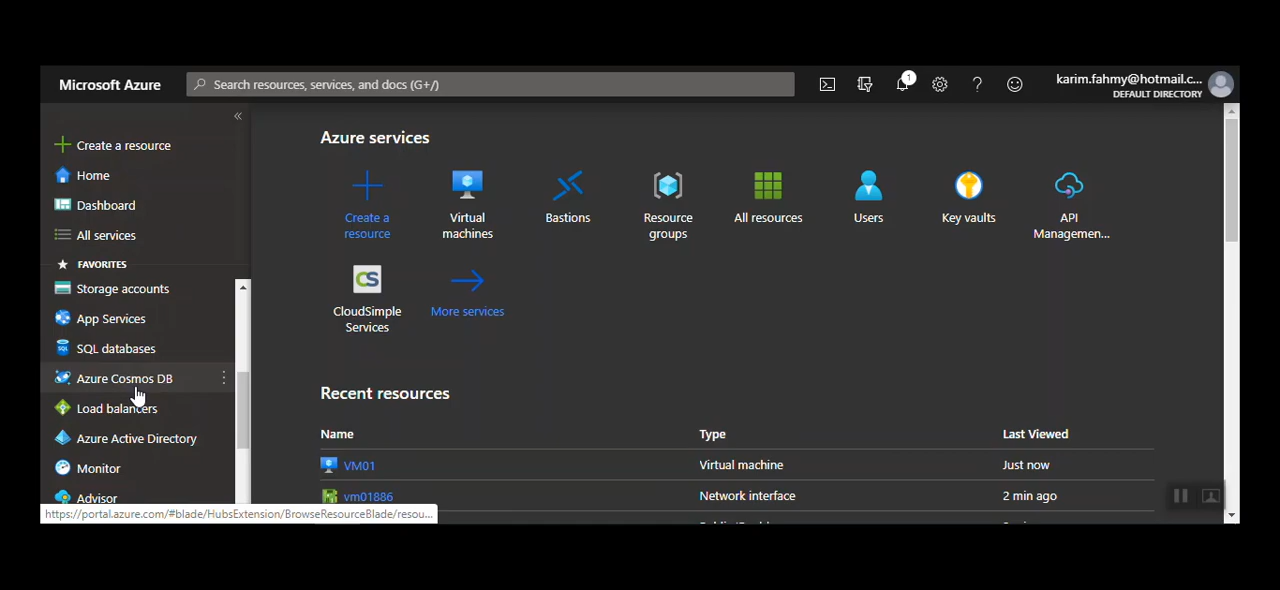 Microsoft Azure
Search resources, services, and docs (G+/)
1
karim.fahmy@hotmail.c...
DEFAULT DIRECTORY
Create a resource
Home
Dashboard
All services
FAVORITES
Storage accounts
App Services
SQL databases
Azure Cosmos DB
Load balancers
Azure Active Directory
Monitor
Advisor
https://portal.azure.com/#blade/HubsExtension/BrowseResourceBlade/resou...
Azure services
Create a
resource
Virtual
machines
Bastions
Resource
groups
All resources
Users
Key vaults
API
Managemen...
CS
CloudSimple
Services
More services
Recent resources
Name Type Last Viewed
VM01 Virtual machine Just now
vm01886 Network interface 2 min ago